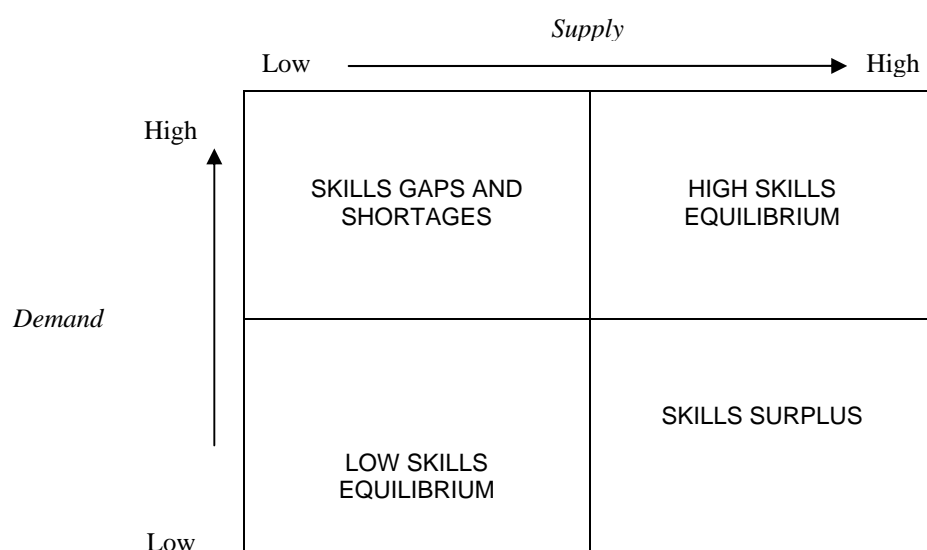 Supply
Low High
High
SKILLS GAPS AND
SHORTAGES
HIGH SKILLS
EQUILIBRIUM
Demand
SKILLS SURPLUS
LOW SKILLS
EQUILIBRIUM
Low